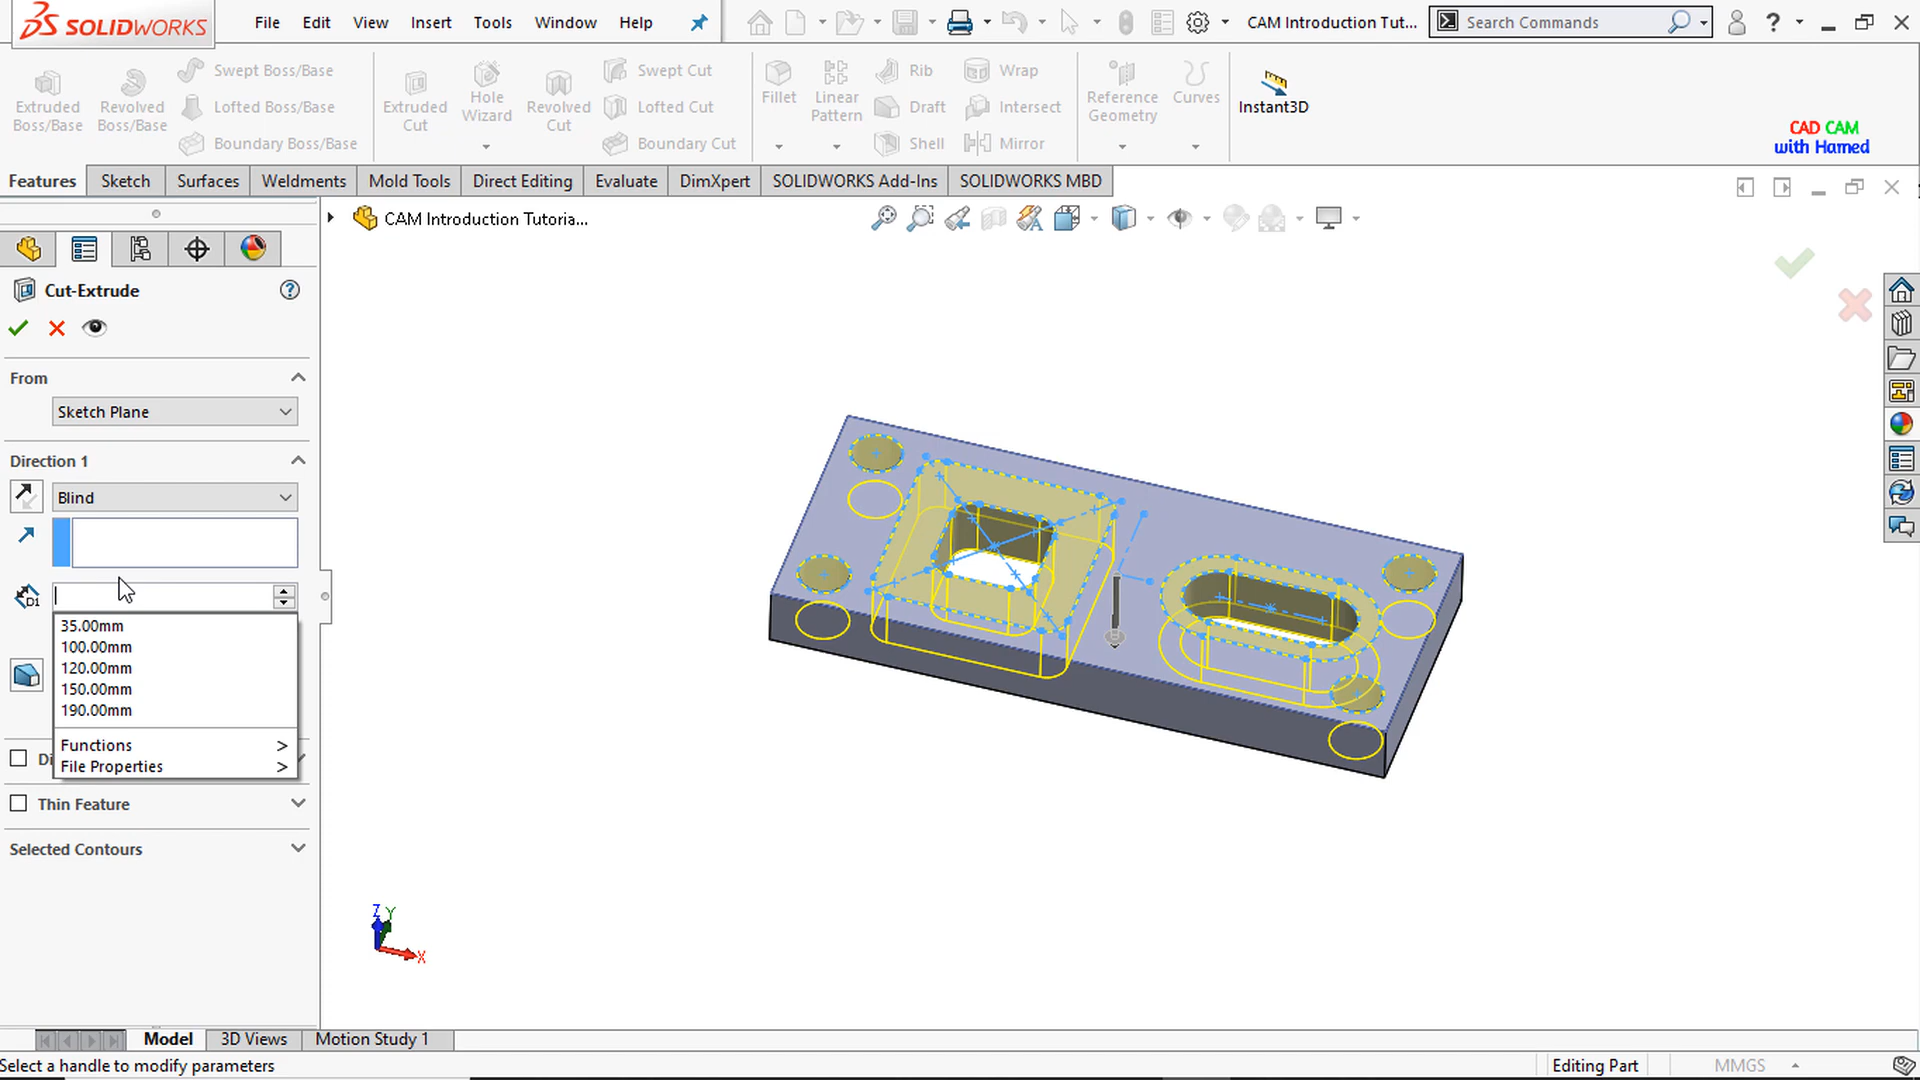 SOLIDWORKS
File Edit View Insert Tools Window Help
CAM Introduction Tut...
Search Commands
?
Extruded Boss/Base
Revolved Boss/Base
Swept Boss/Base
Lofted Boss/Base
Boundary Boss/Base
Extruded Cut
Hole Wizard
Revolved Cut
Swept Cut
Lofted Cut
Boundary Cut
Fillet
Linear Pattern
Rib
Draft
Shell
Wrap
Intersect
Mirror
Reference Geometry
Curves
Instant3D
CAD CAM
with Hamed
Features Sketch Surfaces Weldments Mold Tools Direct Editing Evaluate DimXpert SOLIDWORKS Add-Ins SOLIDWORKS MBD
CAM Introduction Tutoria...
Cut-Extrude
?
From
Sketch Plane
Direction 1
Blind
D1
35.00mm
100.00mm
120.00mm
150.00mm
190.00mm
Functions >
File Properties >
Di
Thin Feature
Selected Contours
Z Y
X
Model 3D Views Motion Study 1
Select a handle to modify parameters
Editing Part
MMGS